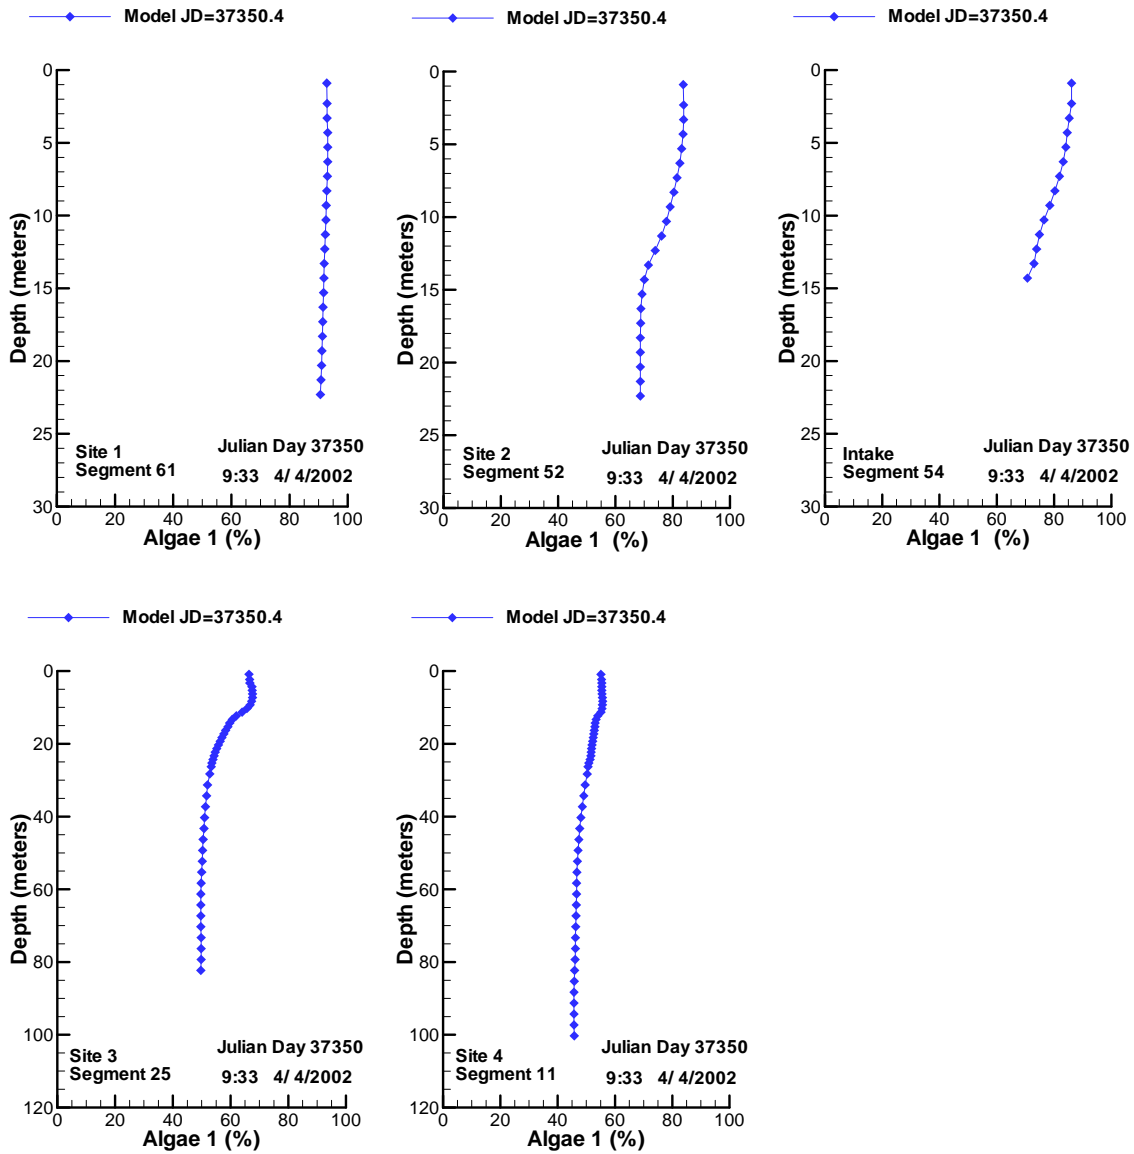 Model JD=37350.4
0
5
10
15
20
25
30
Depth (meters)
Site 1
Segment 61
Julian Day 37350
9:33 4/ 4/2002
0 20 40 60 80 100
Algae 1 (%)
Model JD=37350.4
0
5
10
15
20
25
30
Depth (meters)
Site 2
Segment 52
Julian Day 37350
9:33 4/ 4/2002
0 20 40 60 80 100
Algae 1 (%)
Model JD=37350.4
0
5
10
15
20
25
30
Depth (meters)
Intake
Segment 54
Julian Day 37350
9:33 4/ 4/2002
0 20 40 60 80 100
Algae 1 (%)
Model JD=37350.4
0
20
40
60
80
100
120
Depth (meters)
Site 3
Segment 25
Julian Day 37350
9:33 4/ 4/2002
0 20 40 60 80 100
Algae 1 (%)
Model JD=37350.4
0
20
40
60
80
100
120
Depth (meters)
Site 4
Segment 11
Julian Day 37350
9:33 4/ 4/2002
0 20 40 60 80 100
Algae 1 (%)